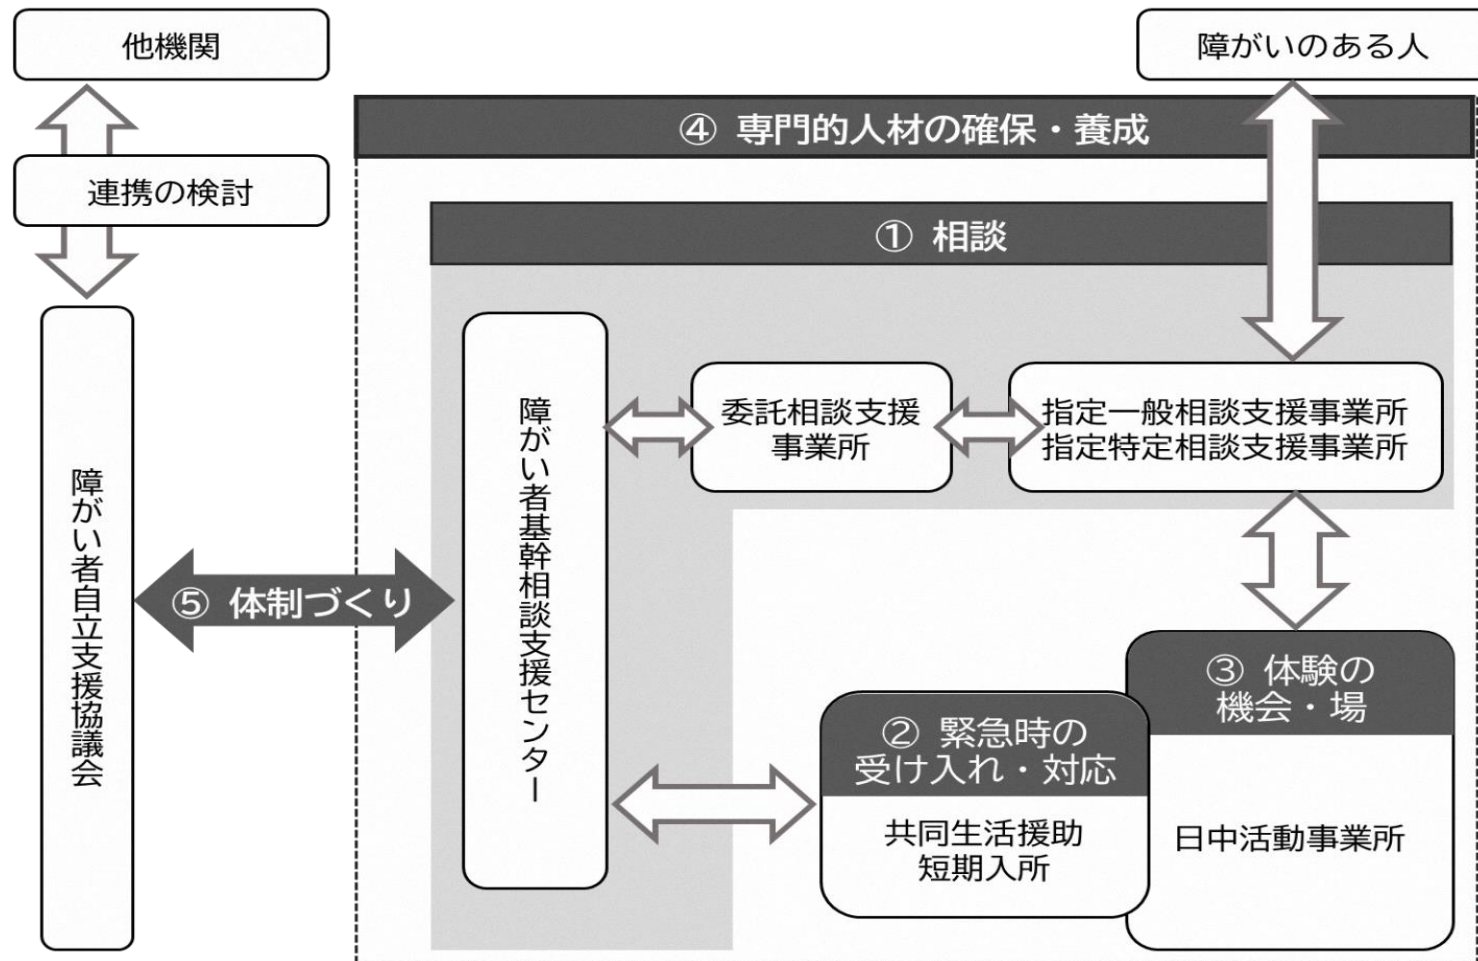 他機関
障がいのある人
④ 専門的人材の確保・養成
連携の検討
① 相談
障がい者自立支援協議会
⑤ 体制づくり
障がい者基幹相談支援センター
委託相談支援
事業所
指定一般相談支援事業所
指定特定相談支援事業所
② 緊急時の
受け入れ・対応
共同生活援助
短期入所
③ 体験の
機会・場
日中活動事業所